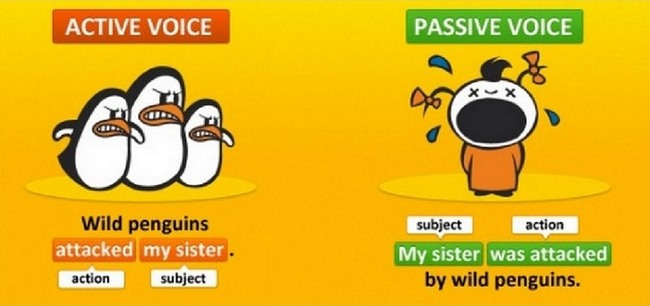 ACTIVE VOICE
Wild penguins
attacked my sister.
action subject
PASSIVE VOICE
subject action
My sister was attacked
by wild penguins.